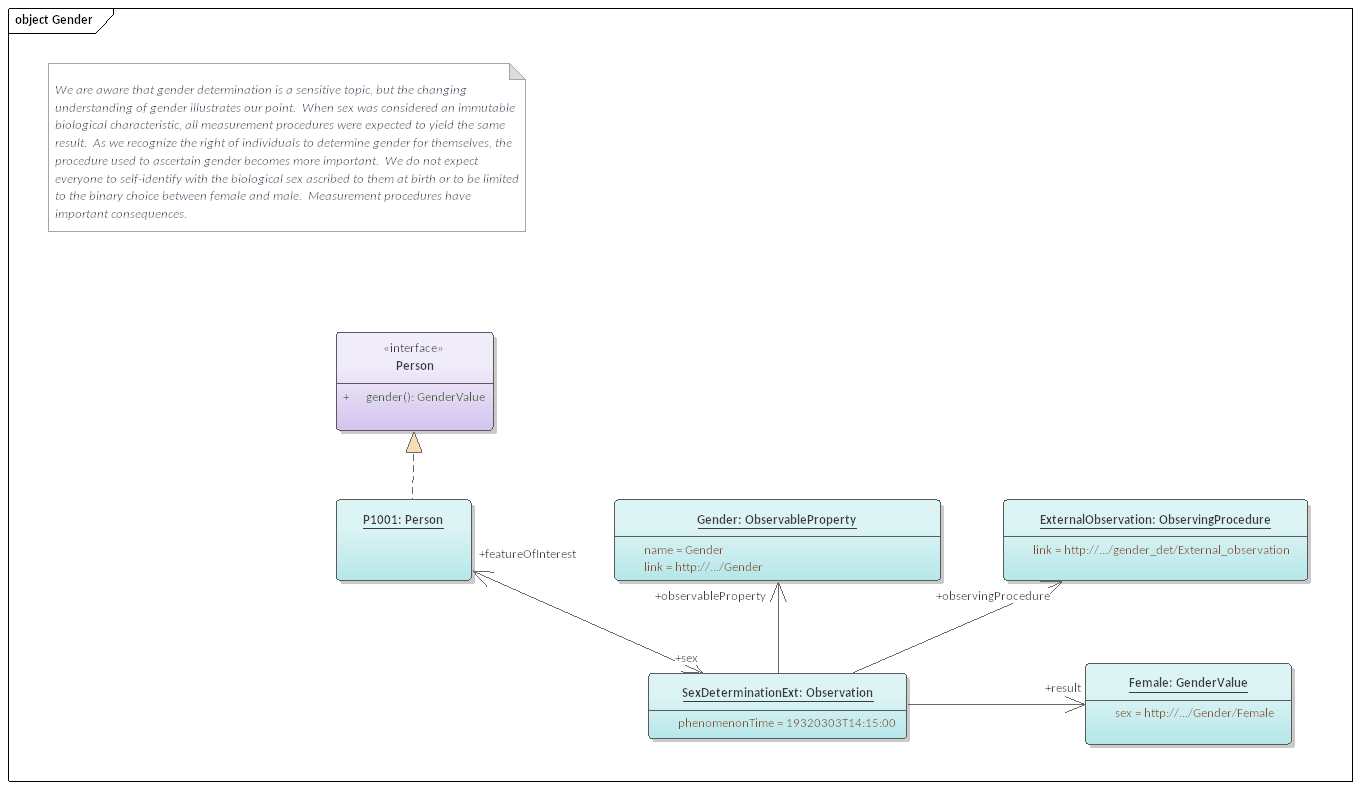 object Gender
We are aware that gender determination is a sensitive topic, but the changing
understanding of gender illustrates our point.  When sex was considered an immutable
biological characteristic, all measurement procedures were expected to yield the same
result.  As we recognize the right of individuals to determine gender for themselves, the
procedure used to ascertain gender becomes more important.  We do not expect
everyone to self-identify with the biological sex ascribed to them at birth or to be limited
to the binary choice between female and male.  Measurement procedures have
important consequences.
«interface»
Person
+ gender(): GenderValue
P1001: Person
Gender: ObservableProperty
name = Gender
link = http://.../Gender
ExternalObservation: ObservingProcedure
link = http://.../gender_det/External_observation
+featureOfInterest
+observableProperty
+observingProcedure
+sex
SexDeterminationExt: Observation
phenomenonTime = 19320303T14:15:00
+result
Female: GenderValue
sex = http://.../Gender/Female